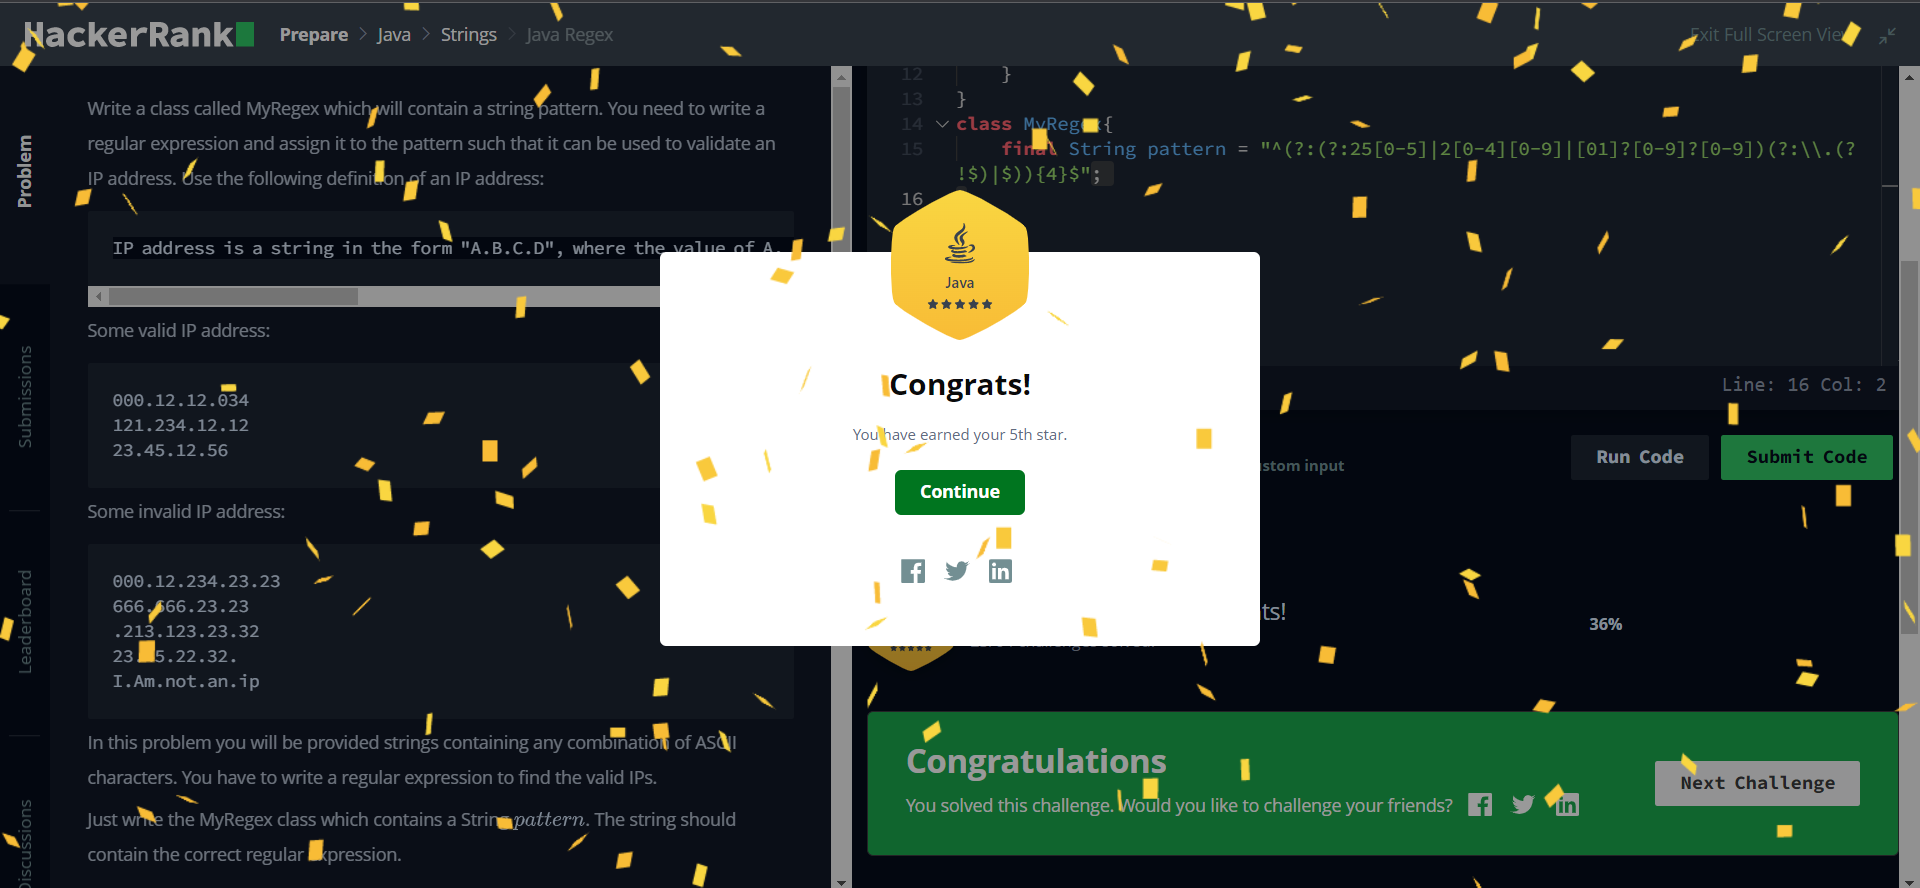 HackerRank
Prepare > Java > Strings > Java Regex
Exit Full Screen View
Problem
Submissions
Leaderboard
Discussions
Write a class called MyRegex which will contain a string pattern. You need to write a
regular expression and assign it to the pattern such that it can be used to validate an
IP address. Use the following definition of an IP address:
IP address is a string in the form "A.B.C.D", where the value of A,
Some valid IP address:
000.12.12.034
121.234.12.12
23.45.12.56
Some invalid IP address:
000.12.234.23.23
666.666.23.23
.213.123.23.32
23.45.22.32.
I.Am.not.an.ip
In this problem you will be provided strings containing any combination of ASCII
characters. You have to write a regular expression to find the valid IPs.
Just write the MyRegex class which contains a String pattern. The string should
contain the correct regular expression.
12 }
13 }
14 class MyRegex{
15 final String pattern = "^(?:(?:25[0-5]|2[0-4][0-9]|[01]?[0-9]?[0-9])(?:\\.(?
!$)|$)){4}$";
16
Line: 16 Col: 2
stom input
Run Code
Submit Code
Java
Congrats!
You have earned your 5th star.
Continue
ts!
36%
Congratulations
You solved this challenge. Would you like to challenge your friends?
Next Challenge